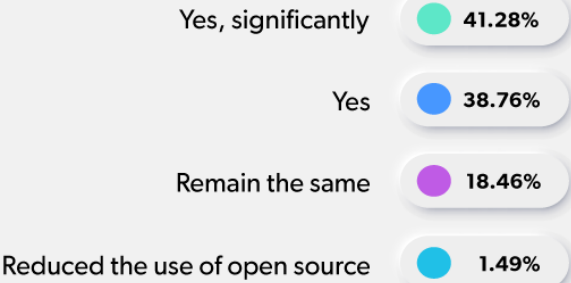 Yes, significantly 41.28%
Yes 38.76%
Remain the same 18.46%
Reduced the use of open source 1.49%